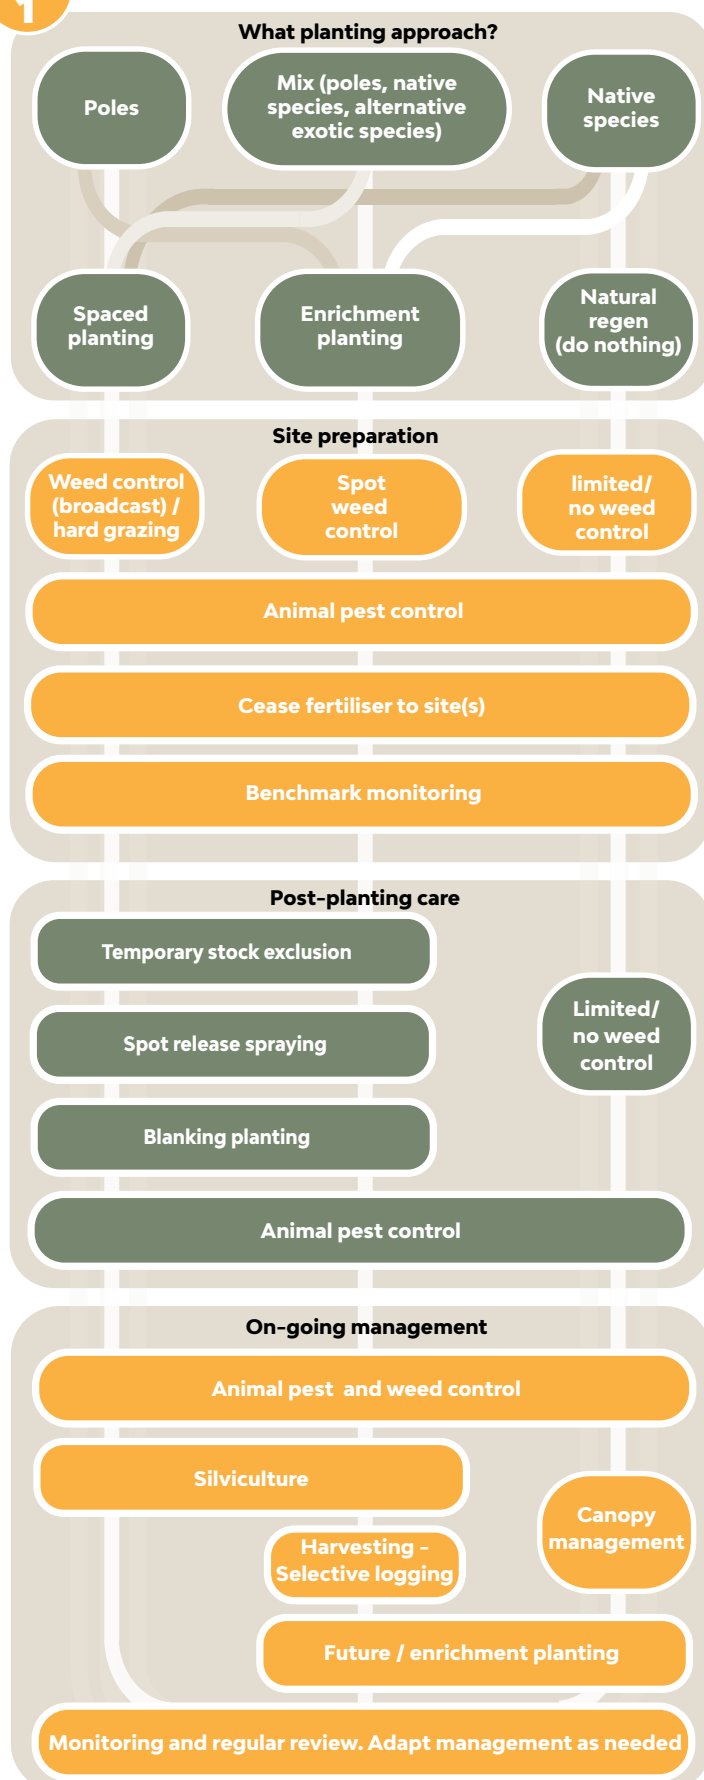 1
What planting approach?
Poles
Mix (poles, native
species, alternative
exotic species)
Native
species
Spaced
planting
Enrichment
planting
Natural
regen
(do nothing)
Site preparation
Weed control
(broadcast) /
hard grazing
Spot
weed
control
limited/
no weed
control
Animal pest control
Cease fertiliser to site(s)
Benchmark monitoring
Post-planting care
Temporary stock exclusion
Spot release spraying
Blanking planting
Limited/
no weed
control
Animal pest control
On-going management
Animal pest  and weed control
Silviculture
Harvesting -
Selective logging
Canopy
management
Future / enrichment planting
Monitoring and regular review. Adapt management as needed